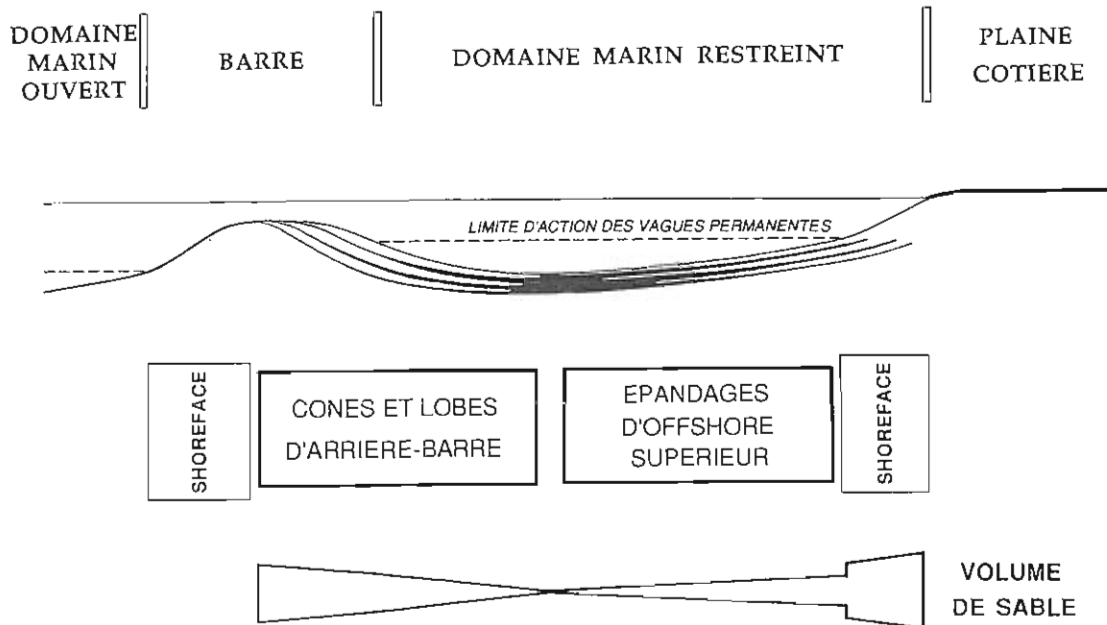 DOMAINE
MARIN
OUVERT
BARRE
DOMAINE MARIN RESTREINT
PLAINE
COTIERE
LIMITE D'ACTION DES VAGUES PERMANENTES
SHOREFACE
CONES ET LOBES
D'ARRIERE-BARRE
EPANDAGES
D'OFFSHORE
SUPERIEUR
SHOREFACE
VOLUME
DE SABLE